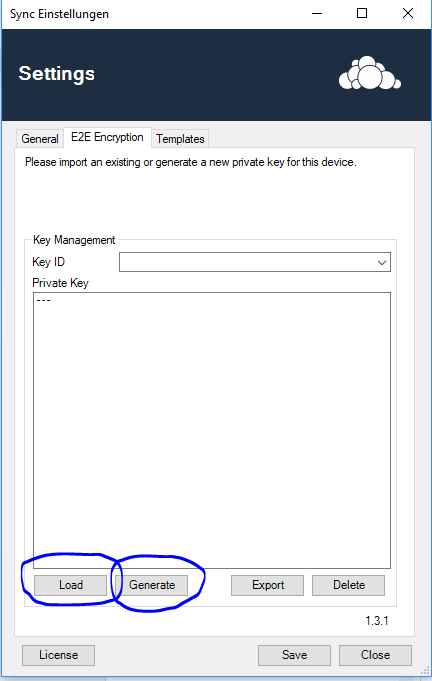 Sync Einstellungen
Settings
General E2E Encryption Templates
Please import an existing or generate a new private key for this device.
Key Management
Key ID
Private Key
---
Load Generate Export Delete
1.3.1
License Save Close